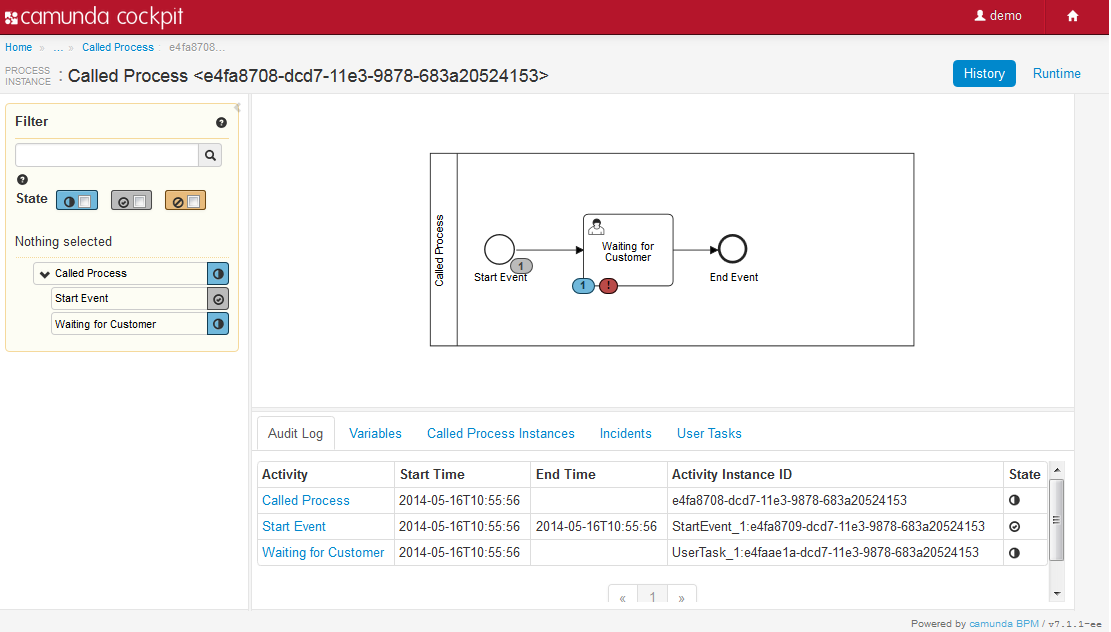 camunda cockpit
demo
Home » ... » Called Process : e4fa8708...
PROCESS INSTANCE : Called Process <e4fa8708-dcd7-11e3-9878-683a20524153>
History Runtime
Filter
?
?
State
Nothing selected
Called Process
Start Event
Waiting for Customer
Called Process
Start Event
1
Waiting for
Customer
1 !
End Event
Audit Log Variables Called Process Instances Incidents User Tasks
Activity Start Time End Time Activity Instance ID State
Called Process 2014-05-16T10:55:56 e4fa8708-dcd7-11e3-9878-683a20524153
Start Event 2014-05-16T10:55:56 2014-05-16T10:55:56 StartEvent_1:e4fa8709-dcd7-11e3-9878-683a20524153
Waiting for Customer 2014-05-16T10:55:56 UserTask_1:e4faae1a-dcd7-11e3-9878-683a20524153
« 1 »
Powered by camunda BPM / v7.1.1-ee